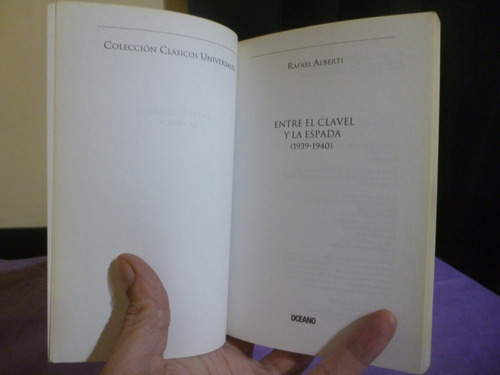 COLECCIÓN CLÁSICOS UNIVERSALES
RAFAEL ALBERTI
ENTRE EL CLAVEL
Y LA ESPADA
(1939-1940)
OCEANO